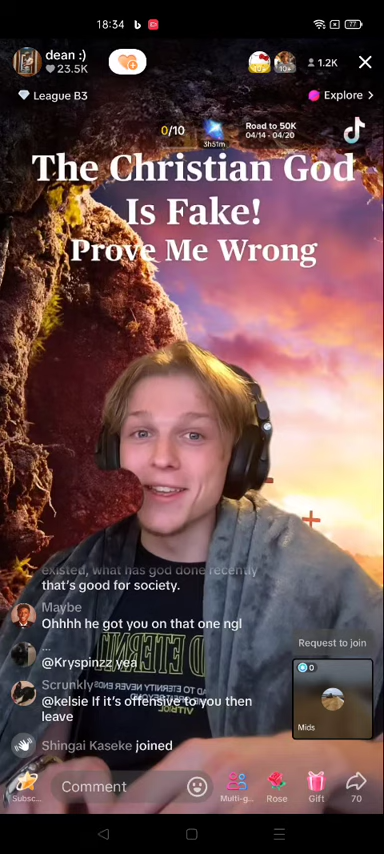 18:34
77
dean :)
23.5K
1.2K
League B3
Explore
0/10
3h51m
Road to 50K
04/14 - 04/20
The Christian God
Is Fake!
Prove Me Wrong
existed, what has god done recently
that's good for society.
Maybe
Ohhhh he got you on that one ngl
...
@Kryspinzz yea
Scrunkly
@kelsie If it's offensive to you then
leave
Shingai Kaseke joined
Request to join
0
Mids
Comment
Subsc...
Multi-g...
Rose
Gift
70